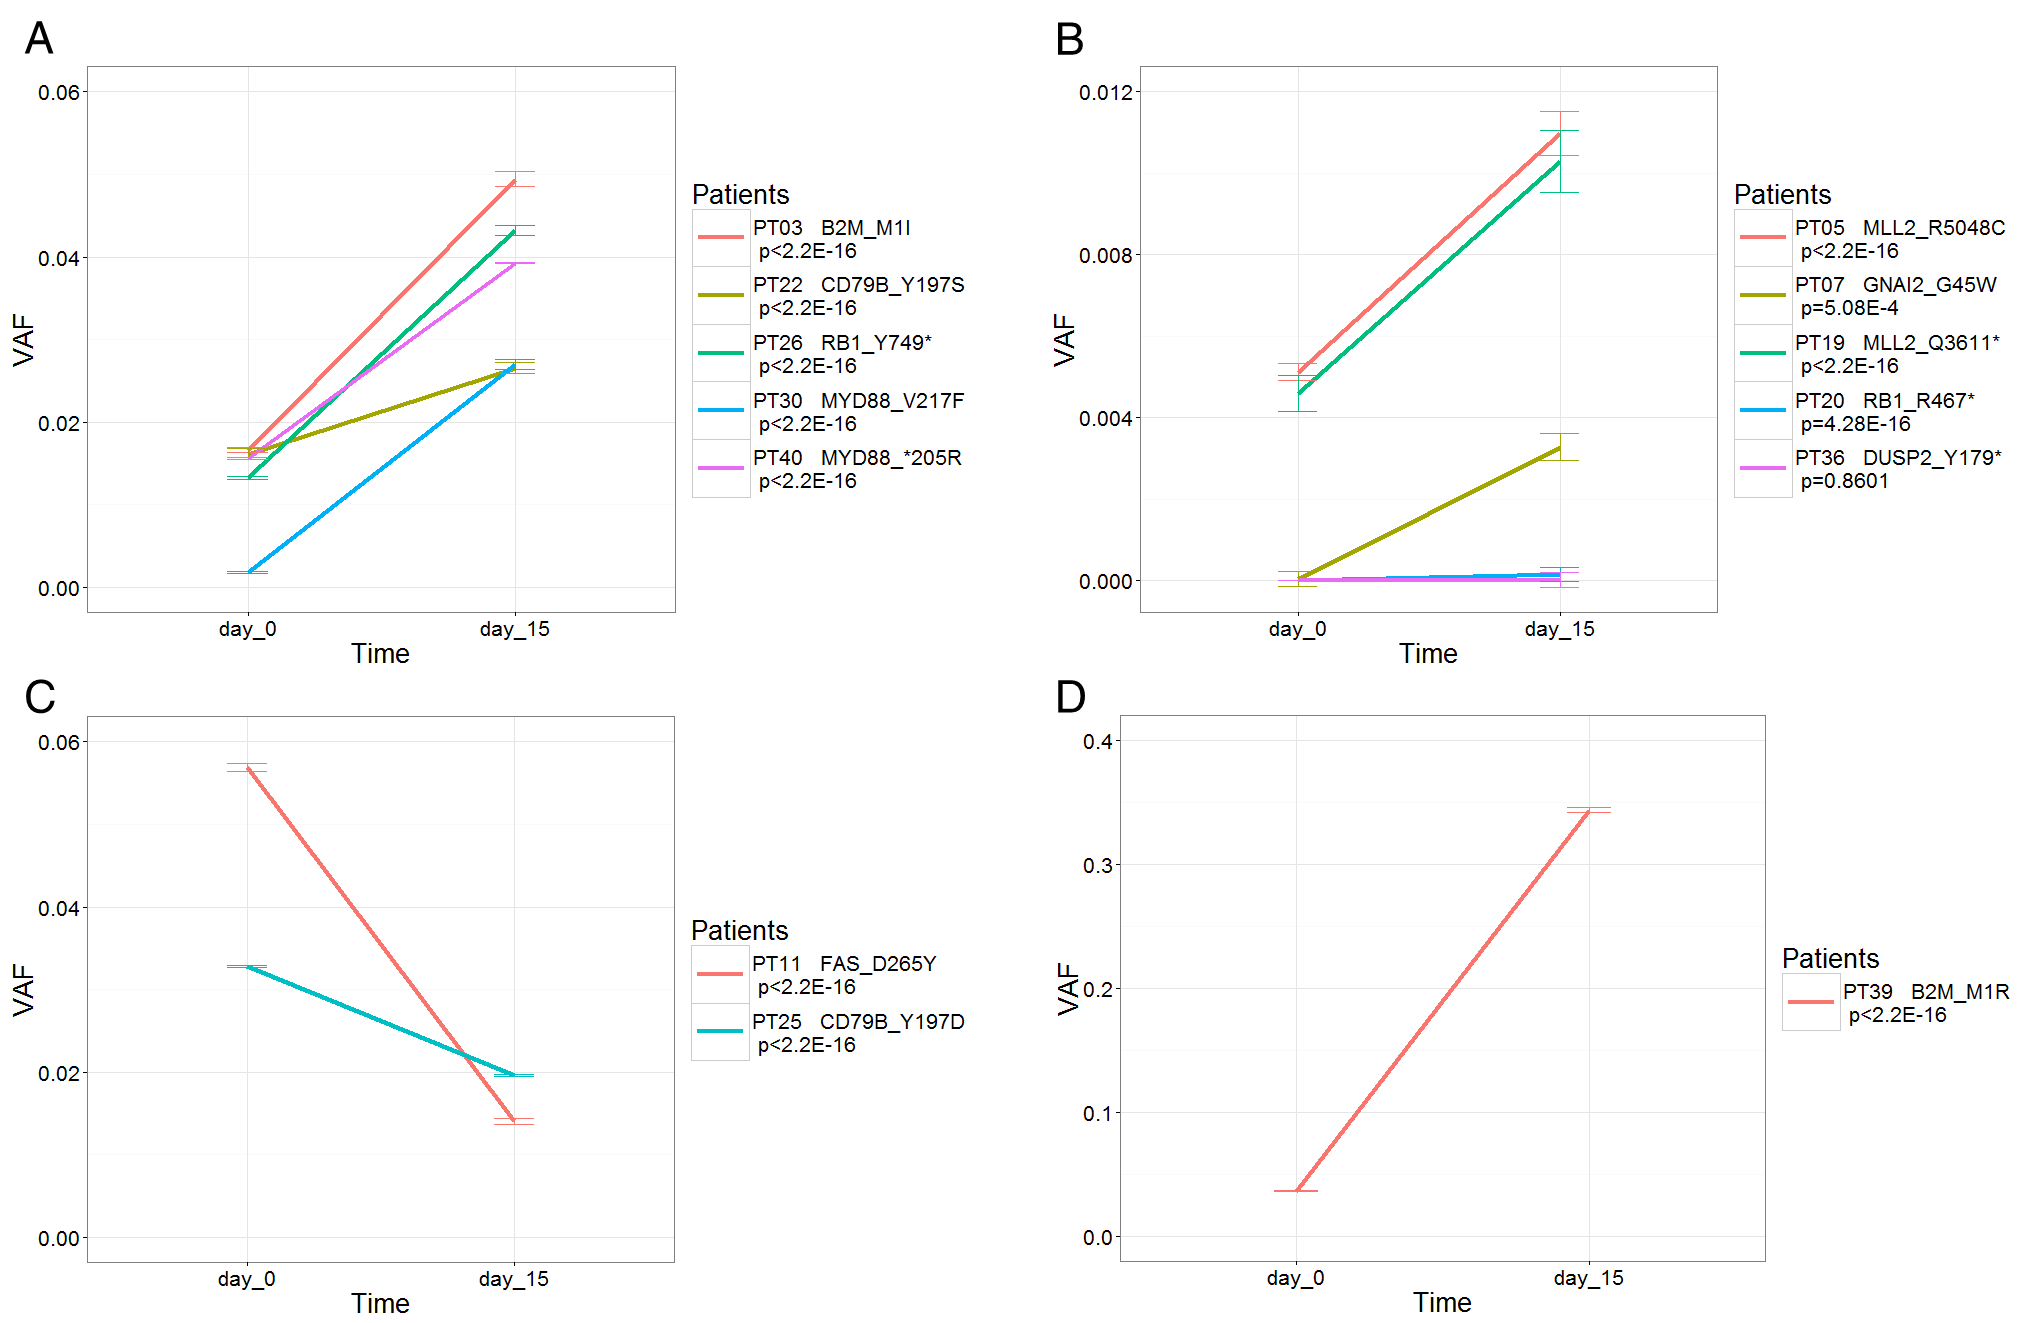 A
0.06
0.04
0.02
0.00
VAF
day_0
day_15
Time
Patients
PT03 B2M_M1I
p<2.2E-16
PT22 CD79B_Y197S
p<2.2E-16
PT26 RB1_Y749*
p<2.2E-16
PT30 MYD88_V217F
p<2.2E-16
PT40 MYD88_*205R
p<2.2E-16
B
0.012
0.008
0.004
0.000
VAF
day_0
day_15
Time
Patients
PT05 MLL2_R5048C
p<2.2E-16
PT07 GNAI2_G45W
p=5.08E-4
PT19 MLL2_Q3611*
p<2.2E-16
PT20 RB1_R467*
p=4.28E-16
PT36 DUSP2_Y179*
p=0.8601
C
0.06
0.04
0.02
0.00
VAF
day_0
day_15
Time
Patients
PT11 FAS_D265Y
p<2.2E-16
PT25 CD79B_Y197D
p<2.2E-16
D
0.4
0.3
0.2
0.1
0.0
VAF
day_0
day_15
Time
Patients
PT39 B2M_M1R
p<2.2E-16